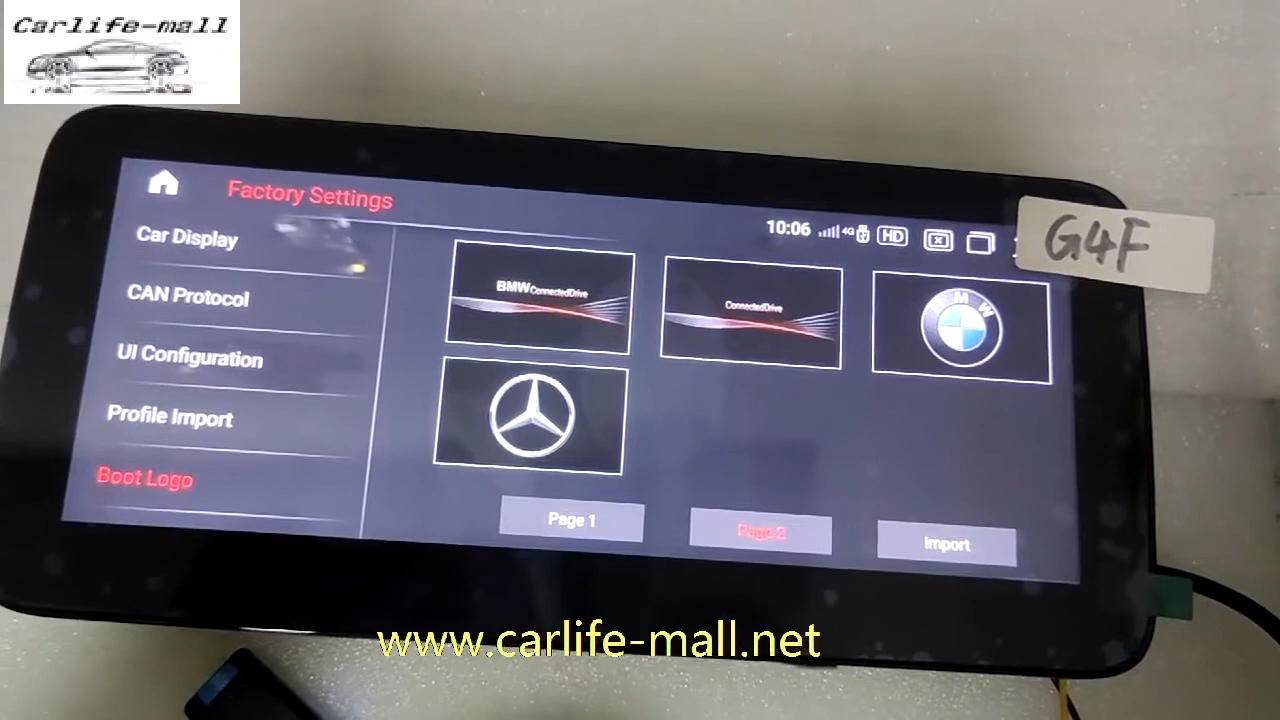 Carlife-mall
Factory Settings
10:06 4G HD
G4F
Car Display
CAN Protocol
UI Configuration
Profile Import
Boot Logo
BMW ConnectedDrive
ConnectedDrive
BMW
Page 1
Page 2
Import
www.carlife-mall.net